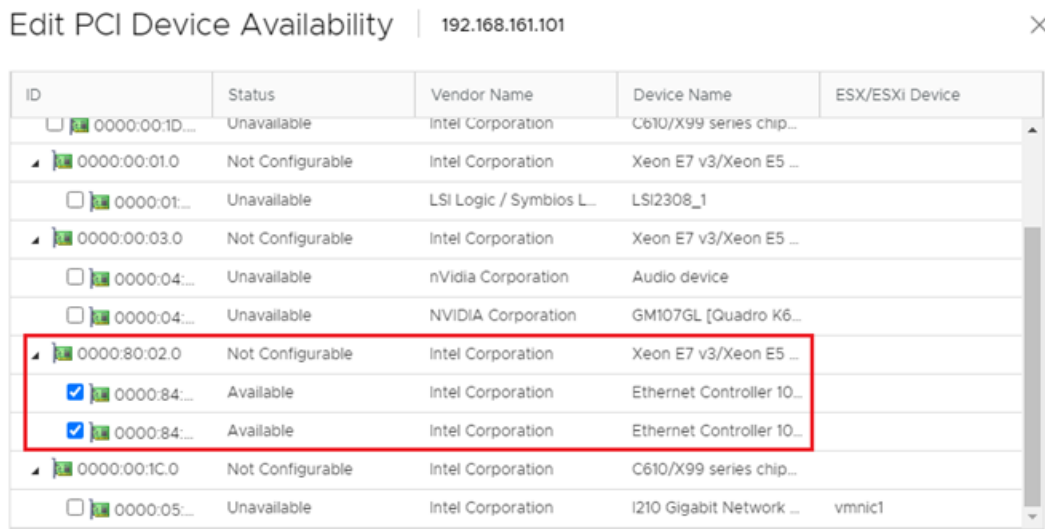 Edit PCI Device Availability 192.168.161.101
ID Status Vendor Name Device Name ESX/ESXi Device
0000:00:1D.... Unavailable Intel Corporation C610/X99 series chip...
0000:00:01.0 Not Configurable Intel Corporation Xeon E7 v3/Xeon E5 ...
0000:01:... Unavailable LSI Logic / Symbios L... LSI2308_1
0000:00:03.0 Not Configurable Intel Corporation Xeon E7 v3/Xeon E5 ...
0000:04:... Unavailable nVidia Corporation Audio device
0000:04:... Unavailable NVIDIA Corporation GM107GL [Quadro K6...
0000:80:02.0 Not Configurable Intel Corporation Xeon E7 v3/Xeon E5 ...
0000:84:... Available Intel Corporation Ethernet Controller 10...
0000:84:... Available Intel Corporation Ethernet Controller 10...
0000:00:1C.0 Not Configurable Intel Corporation C610/X99 series chip...
0000:05:... Unavailable Intel Corporation I210 Gigabit Network ... vmnic1